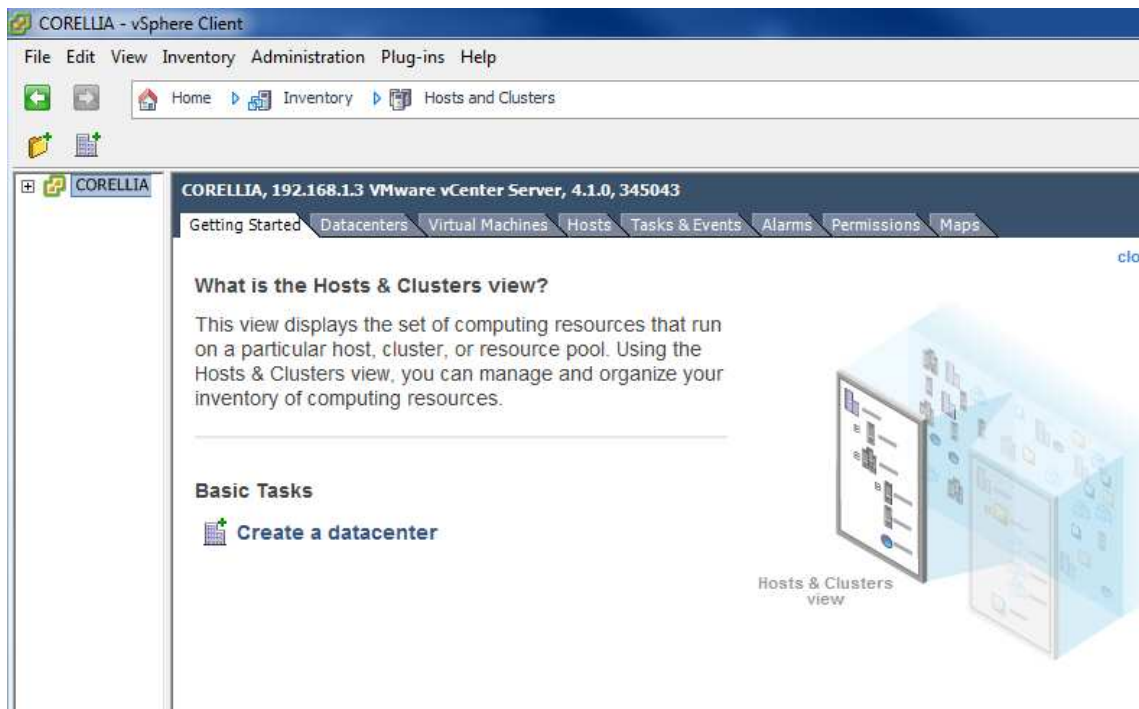 CORELLIA - vSphere Client
File Edit View Inventory Administration Plug-ins Help
Home Inventory Hosts and Clusters
CORELLIA
CORELLIA, 192.168.1.3 VMware vCenter Server, 4.1.0, 345043
Getting Started Datacenters Virtual Machines Hosts Tasks & Events Alarms Permissions Maps
clo
What is the Hosts & Clusters view?
This view displays the set of computing resources that run
on a particular host, cluster, or resource pool. Using the
Hosts & Clusters view, you can manage and organize your
inventory of computing resources.
Basic Tasks
Create a datacenter
Hosts & Clusters
view